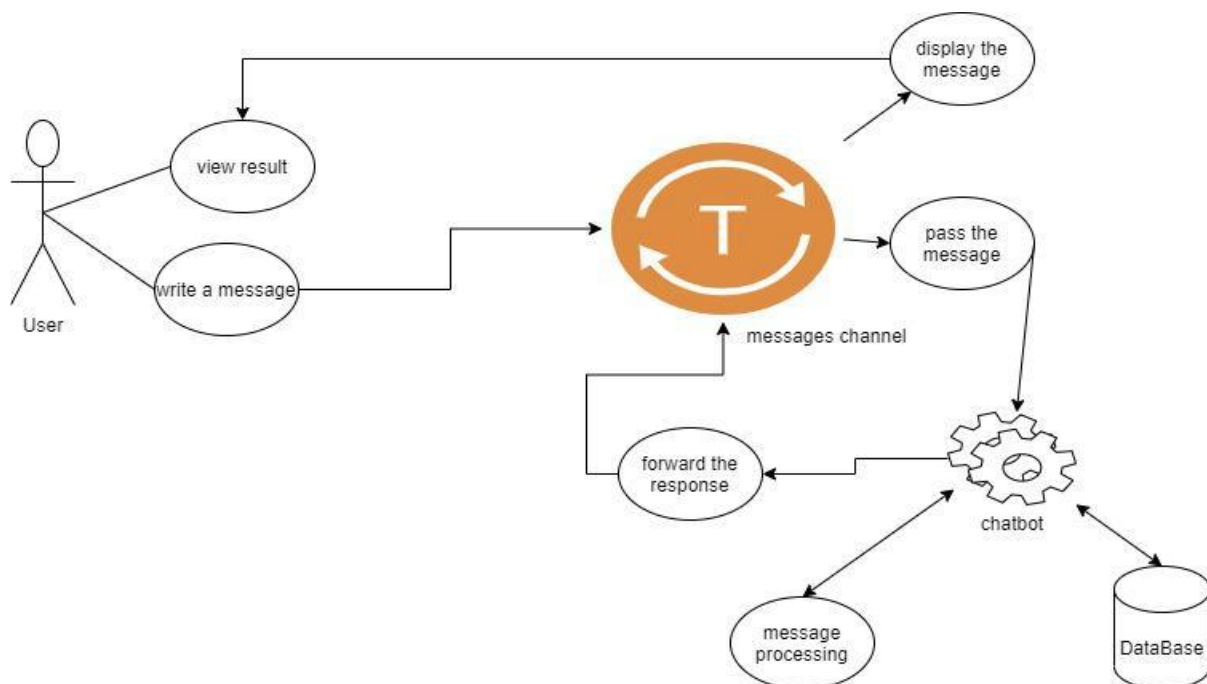 display the
message
view result
T
pass the
message
write a message
User
messages channel
forward the
response
chatbot
message
processing
DataBase